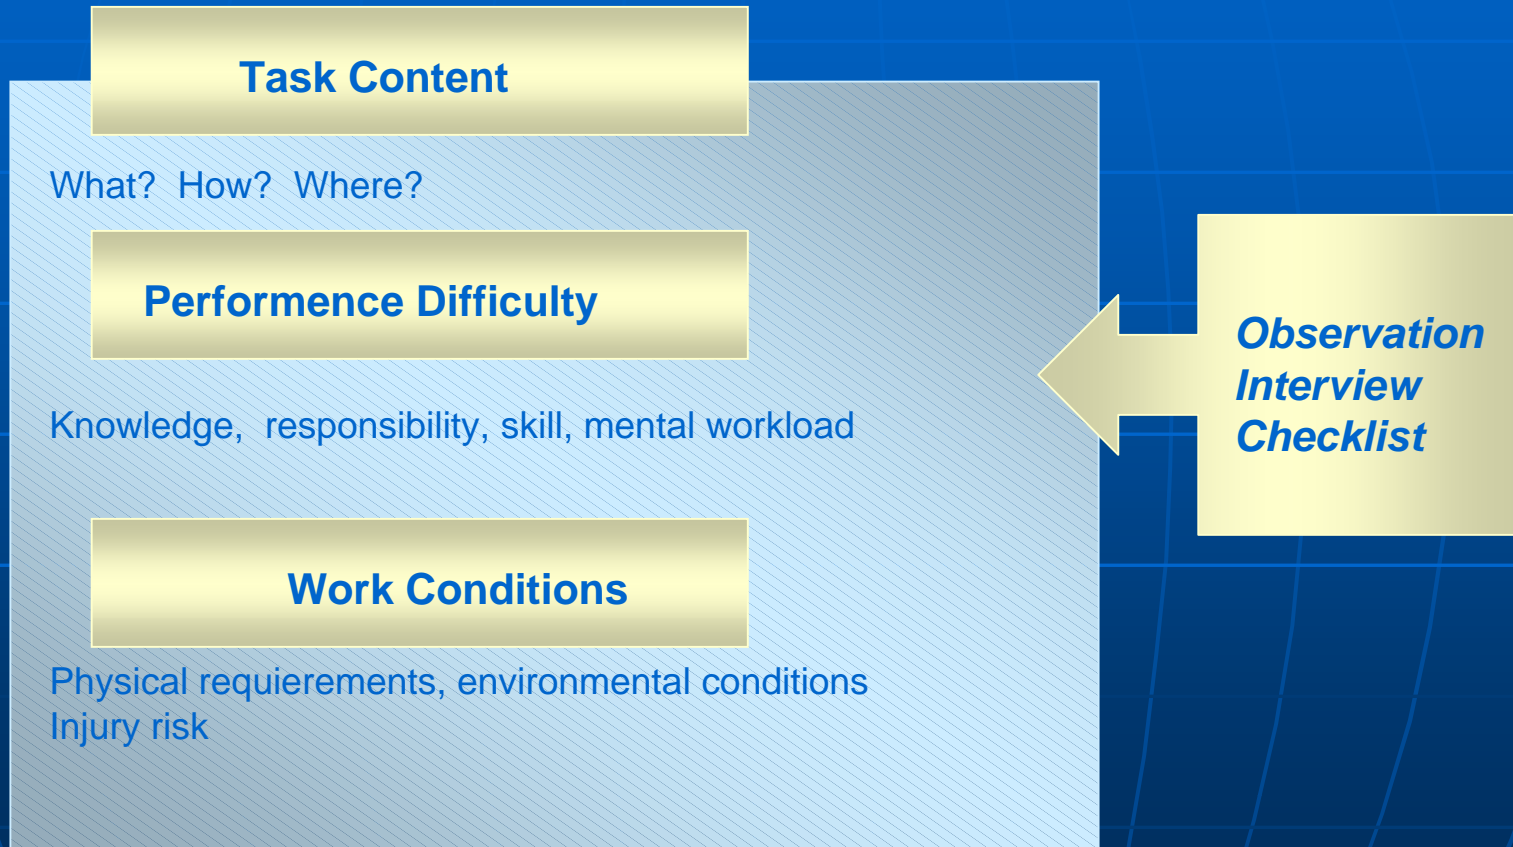 Task Content
What?  How?  Where?
Performence Difficulty
Knowledge,  responsibility, skill, mental workload
Work Conditions
Physical requierements, environmental conditions
Injury risk
Observation
Interview
Checklist